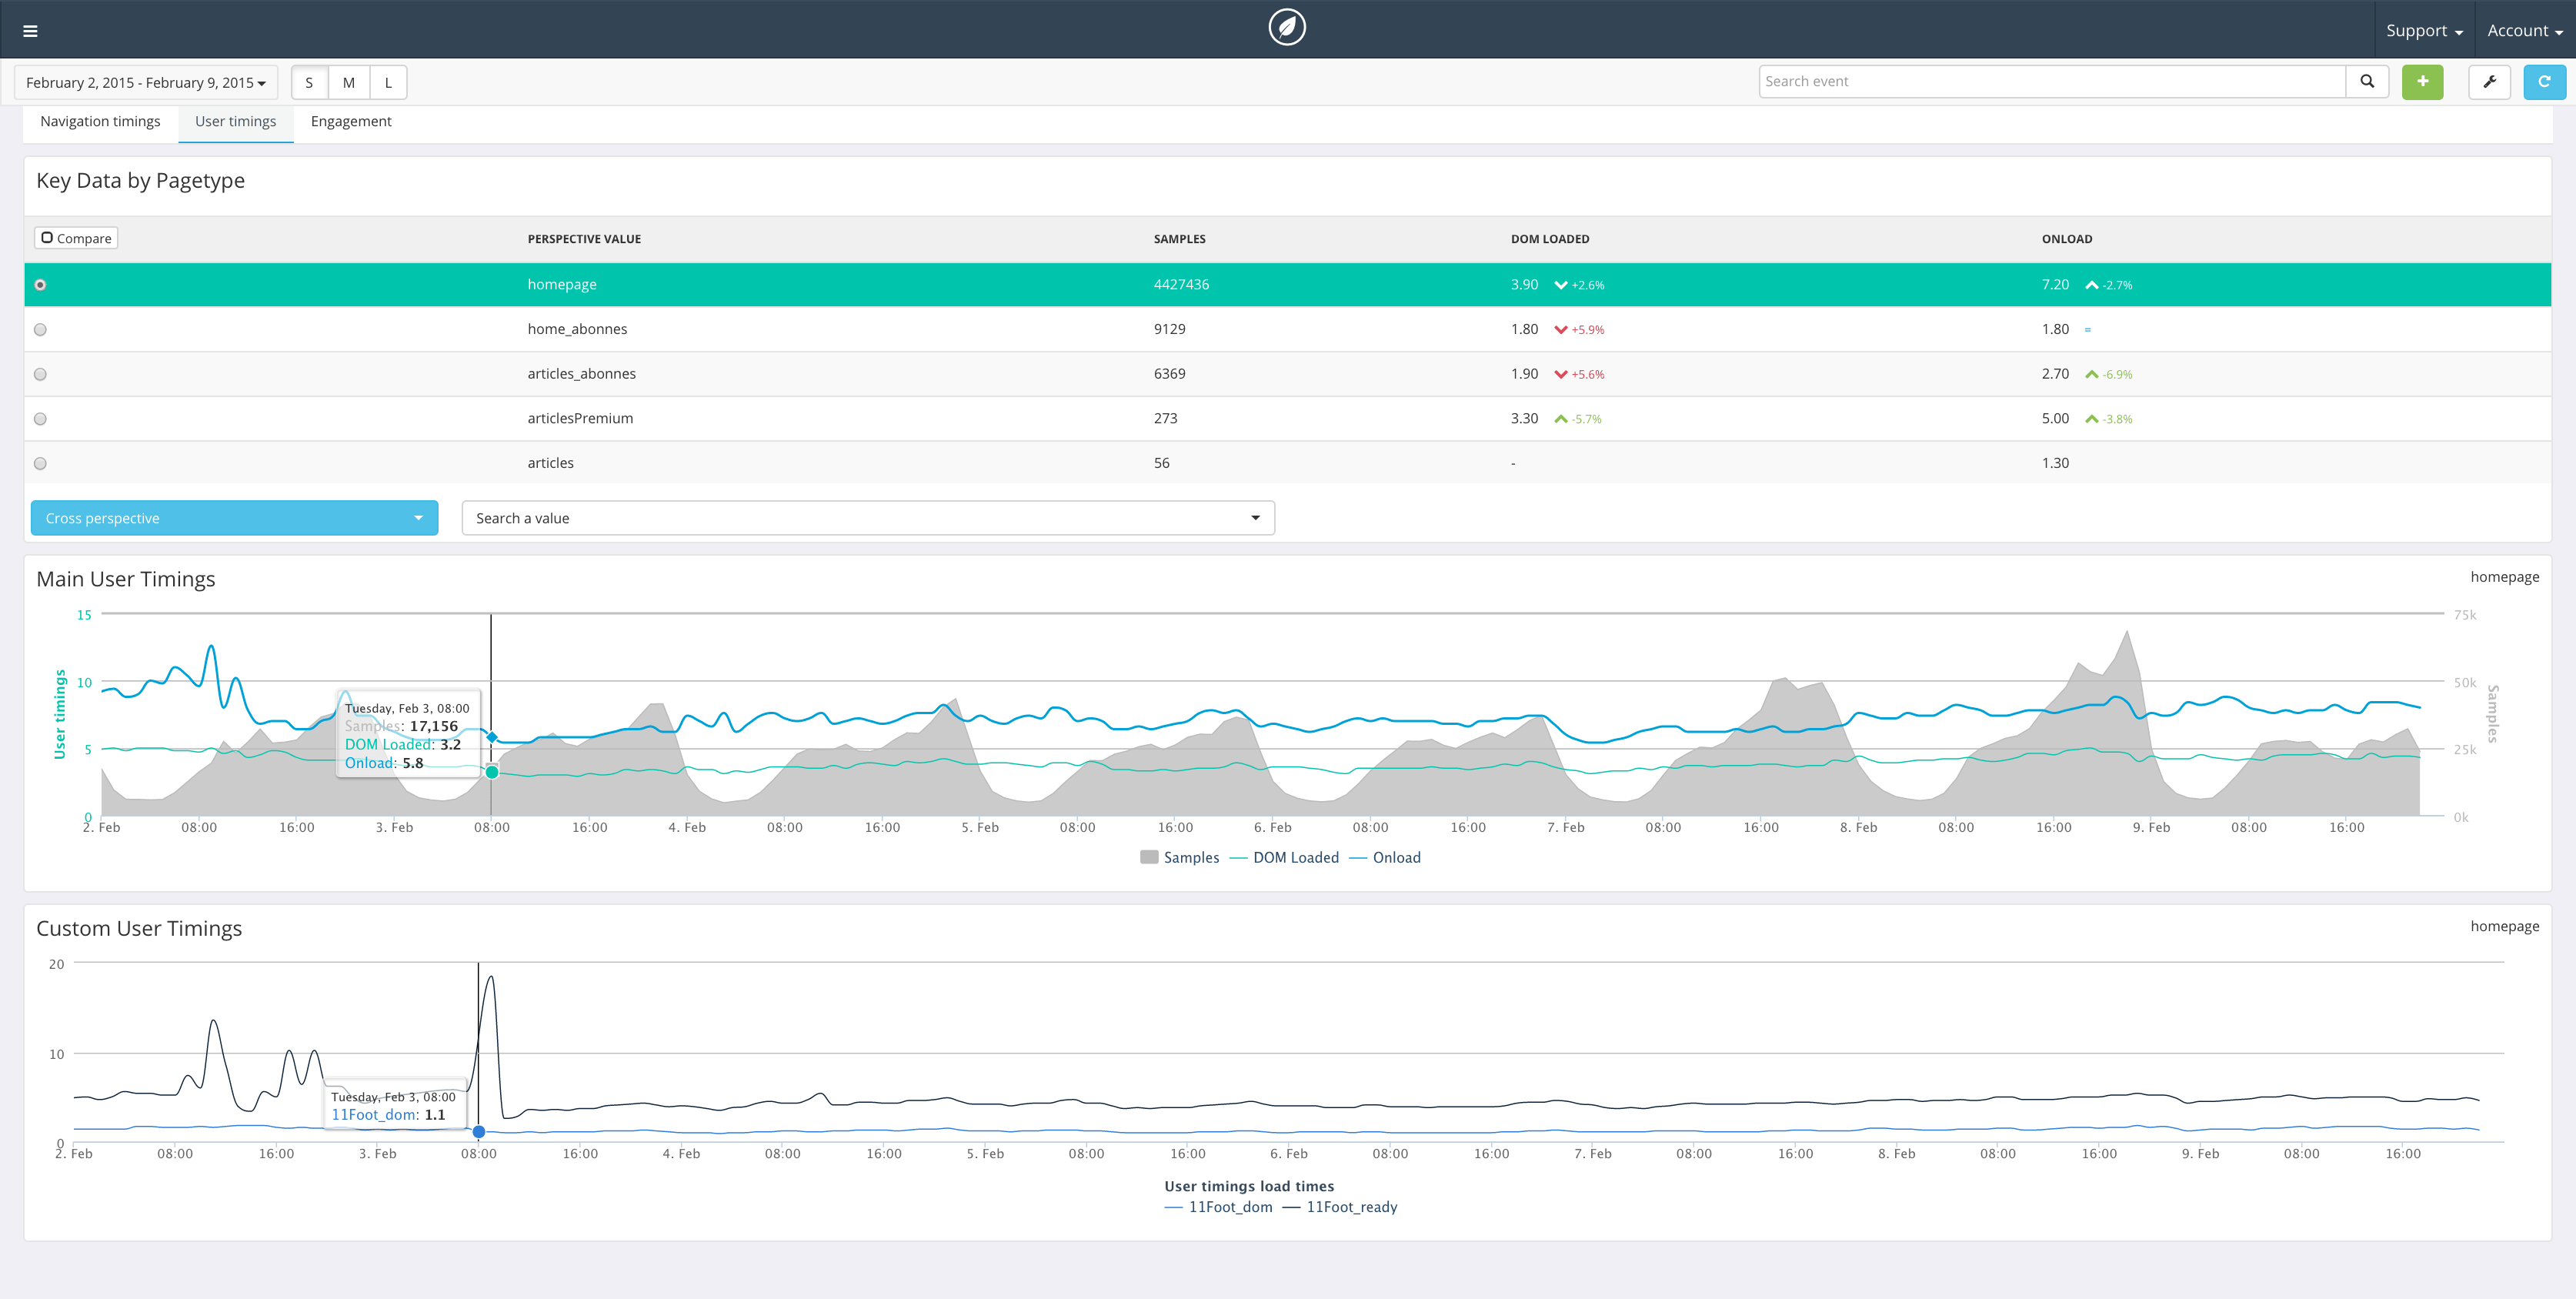 Support
Account
February 2, 2015 - February 9, 2015
S M L
Search event
Navigation timings User timings Engagement
Key Data by Pagetype
Compare PERSPECTIVE VALUE SAMPLES DOM LOADED ONLOAD
homepage 4427436 3.90 +2.6% 7.20 -2.7%
home_abonnes 9129 1.80 +5.9% 1.80 =
articles_abonnes 6369 1.90 +5.6% 2.70 -6.9%
articlesPremium 273 3.30 -5.7% 5.00 -3.8%
articles 56 - 1.30
Cross perspective Search a value
Main User Timings
homepage
15 75k
10 50k
5 25k
0 0k
User timings
Samples
Tuesday, Feb 3, 08:00
Samples: 17,156
DOM Loaded: 3.2
Onload: 5.8
2. Feb 08:00 16:00 3. Feb 08:00 16:00 4. Feb 08:00 16:00 5. Feb 08:00 16:00 6. Feb 08:00 16:00 7. Feb 08:00 16:00 8. Feb 08:00 16:00 9. Feb 08:00 16:00
Samples DOM Loaded Onload
Custom User Timings
homepage
20
10
0
Tuesday, Feb 3, 08:00
11Foot_dom: 1.1
2. Feb 08:00 16:00 3. Feb 08:00 16:00 4. Feb 08:00 16:00 5. Feb 08:00 16:00 6. Feb 08:00 16:00 7. Feb 08:00 16:00 8. Feb 08:00 16:00 9. Feb 08:00 16:00
User timings load times
11Foot_dom 11Foot_ready